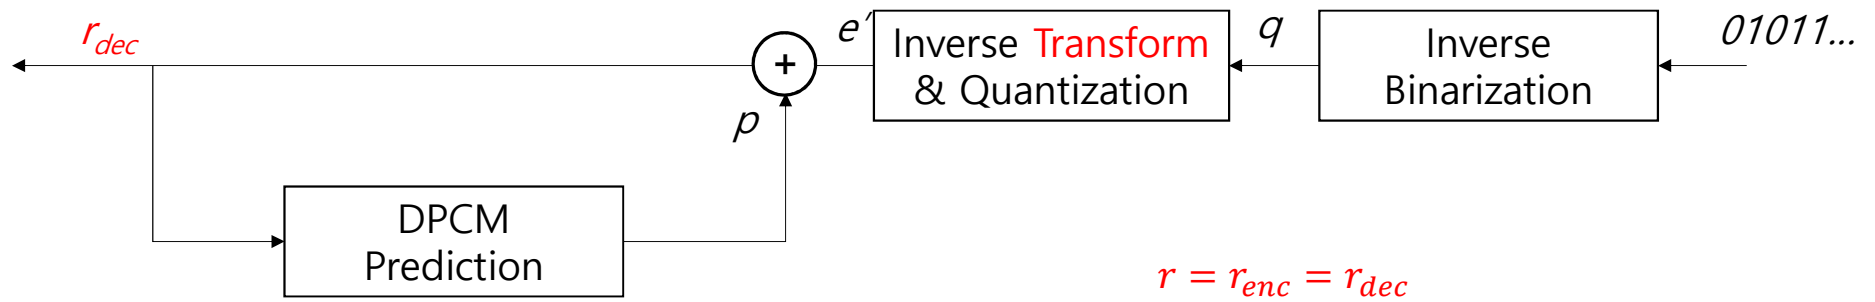 r_dec
e'
Inverse Transform
& Quantization
q
Inverse
Binarization
01011...
+
p
DPCM
Prediction
r = r_enc = r_dec